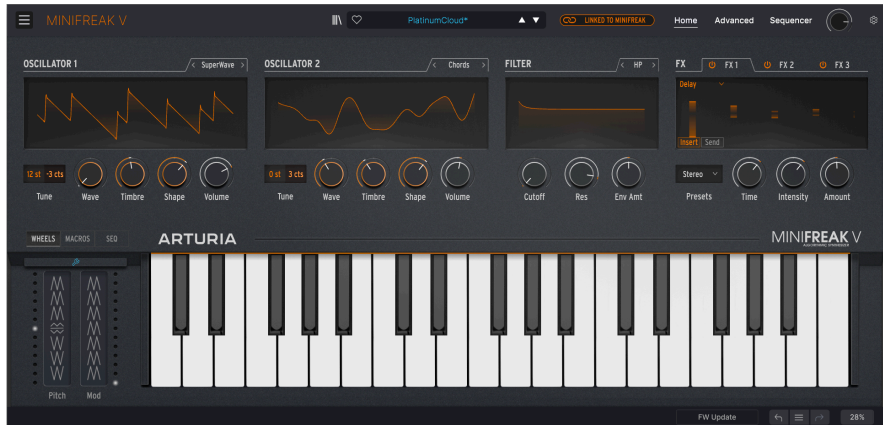 MINIFREAK V
PlatinumCloud*
LINKED TO MINIFREAK
Home
Advanced
Sequencer
OSCILLATOR 1
SuperWave
OSCILLATOR 2
Chords
FILTER
HP
FX
FX 1
FX 2
FX 3
Delay
Insert
Send
12 st -3 cts
Tune
Wave
Timbre
Shape
Volume
0 st 3 cts
Tune
Wave
Timbre
Shape
Volume
Cutoff
Res
Env Amt
Stereo
Presets
Time
Intensity
Amount
WHEELS
MACROS
SEQ
ARTURIA
MINIFREAK V
ALGORYTHMIC SYNTHESIZER
Pitch
Mod
FW Update
28%